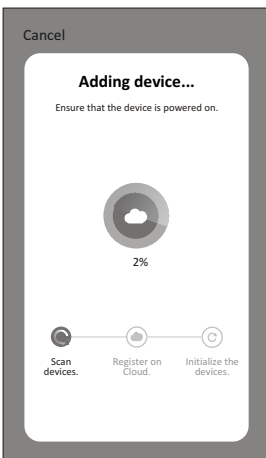 Cancel
Adding device...
Ensure that the device is powered on.
2%
Scan
devices.
Register on
Cloud.
Initialize the
devices.